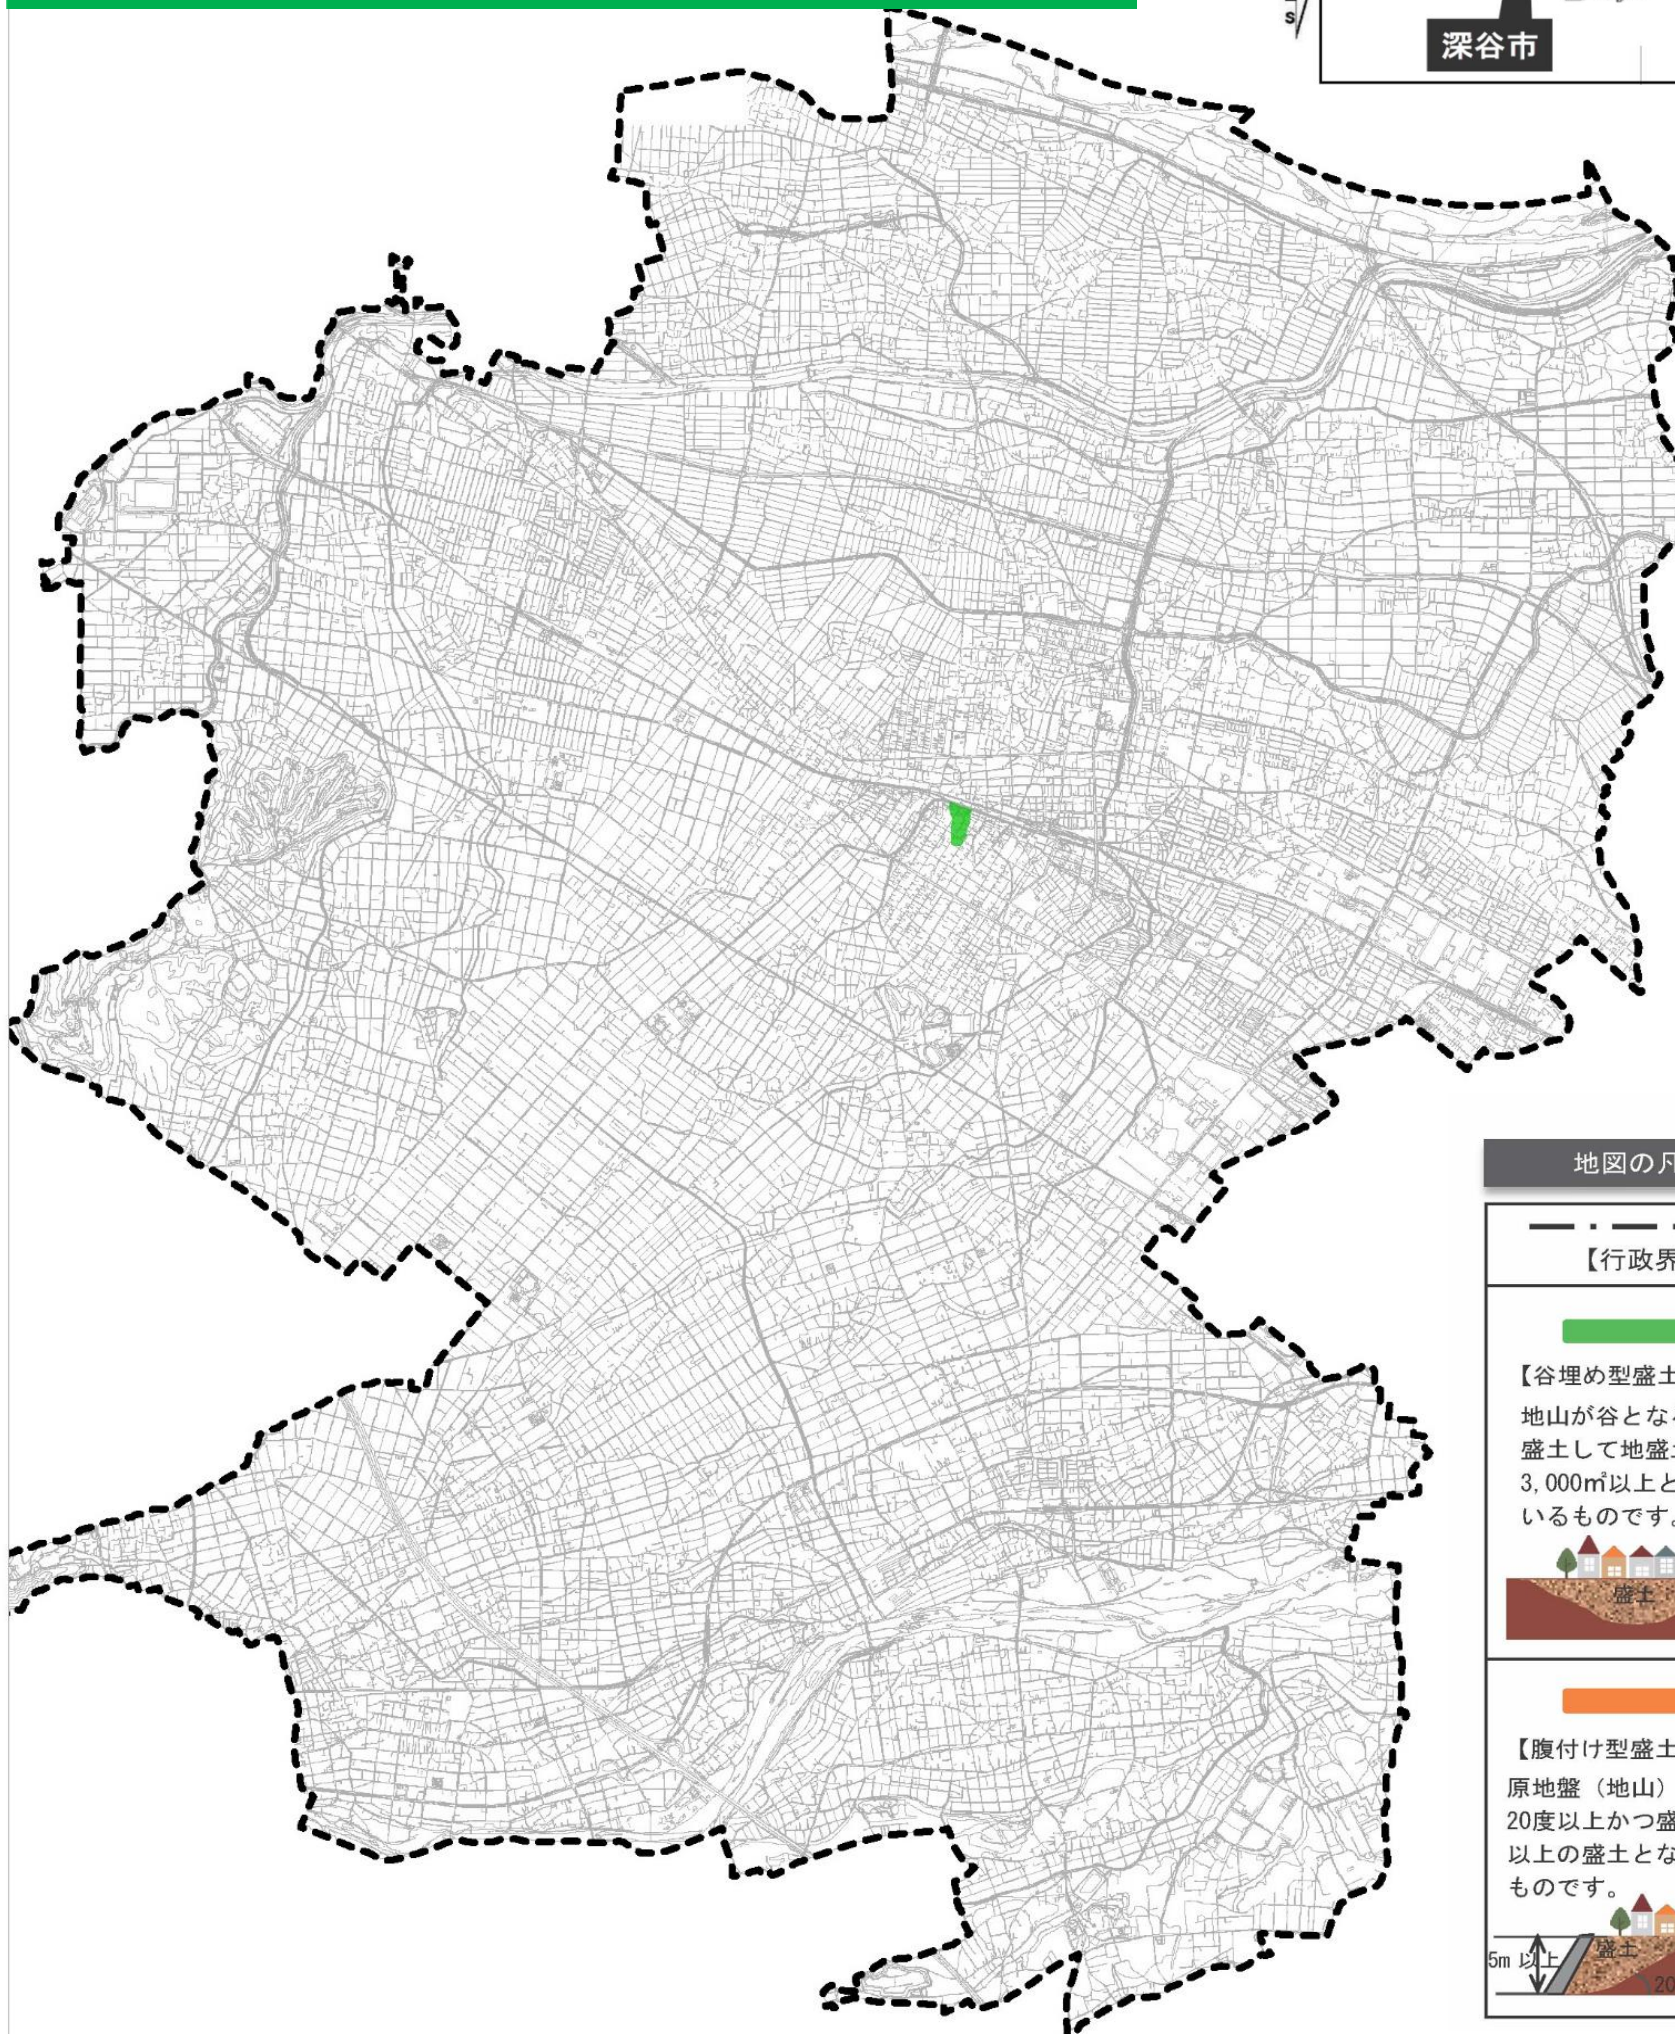 S
深谷市
地図の
【行政界
【谷埋め型盛土
地山が谷とな
盛土して地盛
3,000㎡以上と
いるものです。
盛土
【腹付け型盛土
原地盤（地山）
20度以上かつ盛
以上の盛土とな
ものです。
5m 以上
盛土
20